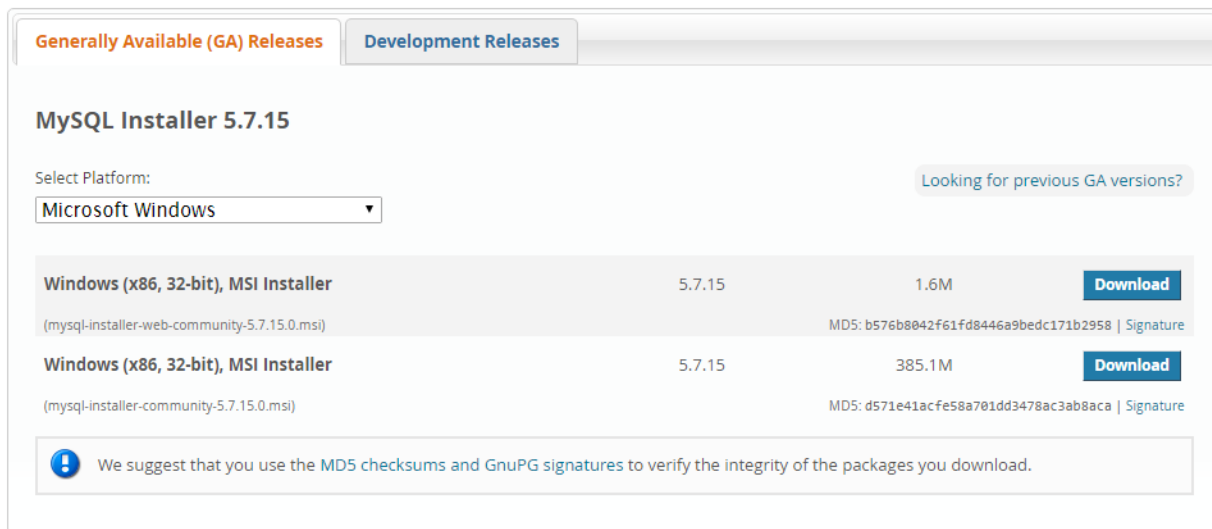 Generally Available (GA) Releases Development Releases
MySQL Installer 5.7.15
Select Platform:
Looking for previous GA versions?
Microsoft Windows
Windows (x86, 32-bit), MSI Installer 5.7.15 1.6M Download
(mysql-installer-web-community-5.7.15.0.msi) MD5: b576b8042f61fd8446a9bedc171b2958 | Signature
Windows (x86, 32-bit), MSI Installer 5.7.15 385.1M Download
(mysql-installer-community-5.7.15.0.msi) MD5: d571e41acfe58a701dd3478ac3ab8aca | Signature
We suggest that you use the MD5 checksums and GnuPG signatures to verify the integrity of the packages you download.